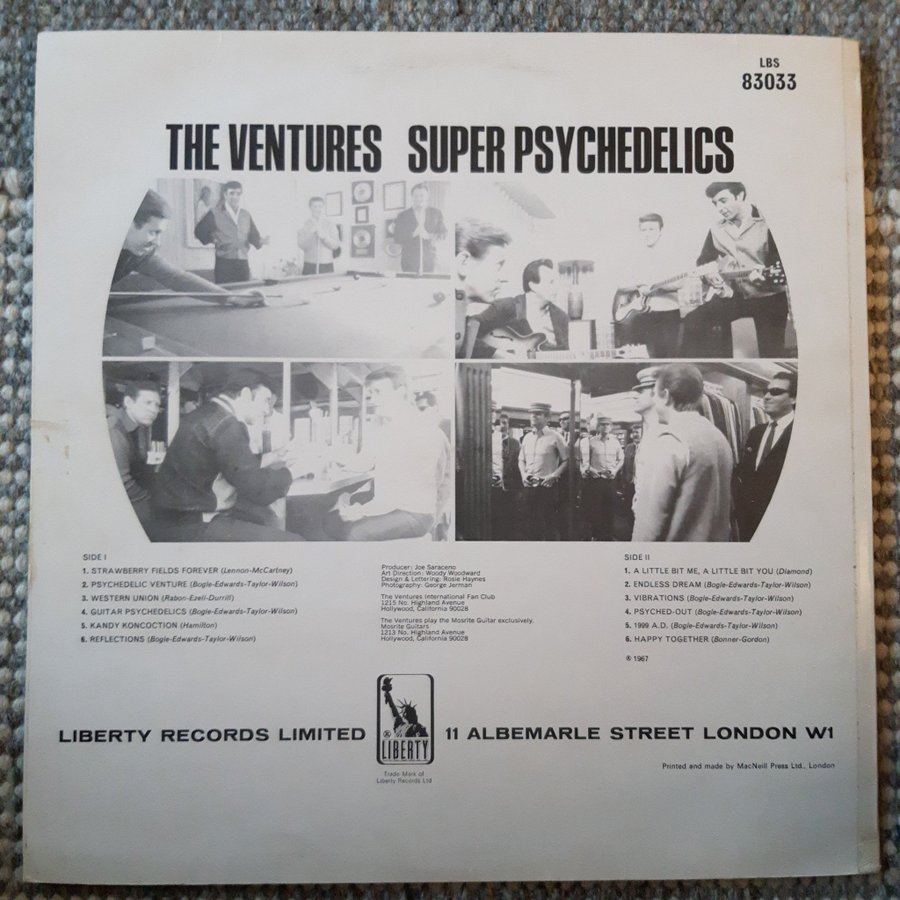 LBS
83033
THE VENTURES SUPER PSYCHEDELICS
SIDE I
1. STRAWBERRY FIELDS FOREVER (Lennon-McCartney)
2. PSYCHEDELIC VENTURE (Bogle-Edwards-Taylor-Wilson)
3. WESTERN UNION (Rabon-Ezell-Durrill)
4. GUITAR PSYCHEDELICS (Bogle-Edwards-Taylor-Wilson)
5. KANDY KONCOCTION (Hamilton)
6. REFLECTIONS (Bogle-Edwards-Taylor-Wilson)
Producer: Joe Saraceno
Art Direction: Woody Woodward
Design & Lettering: Rosie Haynes
Photography: George Jerman
The Ventures International Fan Club
1215 No. Highland Avenue
Hollywood, California 90028
The Ventures play the Mosrite Guitar exclusively.
Mosrite Guitars
1213 No. Highland Avenue
Hollywood, California 90028
SIDE II
1. A LITTLE BIT ME, A LITTLE BIT YOU (Diamond)
2. ENDLESS DREAM (Bogle-Edwards-Taylor-Wilson)
3. VIBRATIONS (Bogle-Edwards-Taylor-Wilson)
4. PSYCHED-OUT (Bogle-Edwards-Taylor-Wilson)
5. 1999 A.D. (Bogle-Edwards-Taylor-Wilson)
6. HAPPY TOGETHER (Bonner-Gordon)
℗ 1967
LIBERTY RECORDS LIMITED
LIBERTY
11 ALBEMARLE STREET LONDON W1
Trade Mark of
Liberty Records Ltd
Printed and made by MacNeill Press Ltd., London